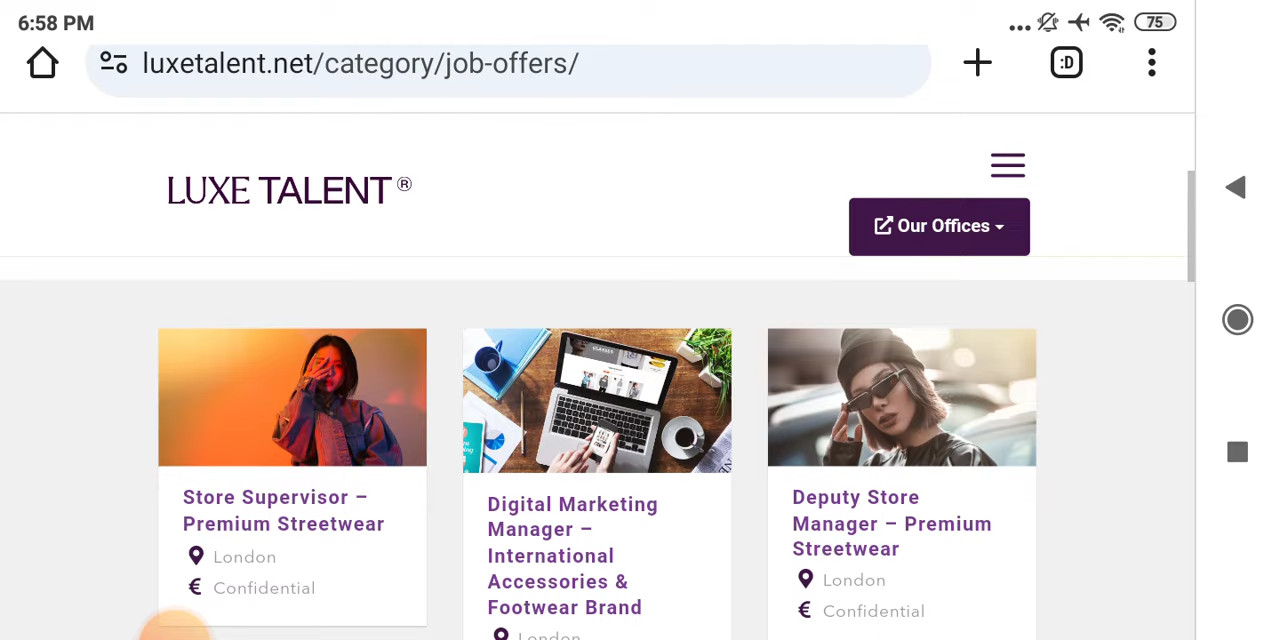 6:58 PM
75
luxetalent.net/category/job-offers/
:D
LUXE TALENT ®
Our Offices
Store Supervisor –
Premium Streetwear
London
€ Confidential
Digital Marketing
Manager –
International
Accessories &
Footwear Brand
London
Deputy Store
Manager – Premium
Streetwear
London
€ Confidential